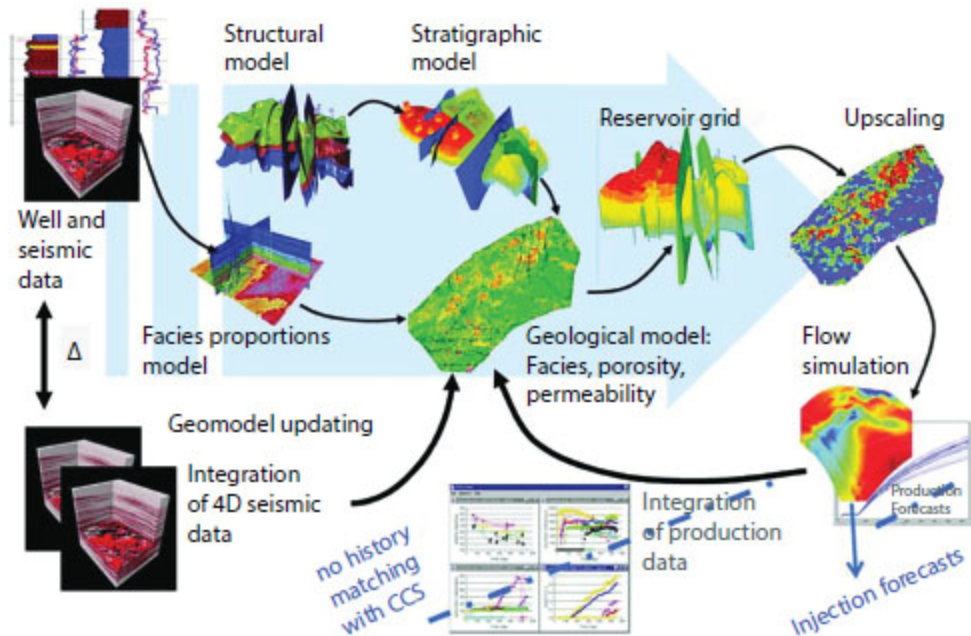 Structural
model
Stratigraphic
model
Reservoir grid
Upscaling
Well and
seismic
data
Facies proportions
model
Geological model:
Facies, porosity,
permeability
Flow
simulation
Δ
Geomodel updating
Integration
of 4D seismic
data
no history
matching
with CCS
Integration
of production
data
Production
Forecasts
Injection forecasts